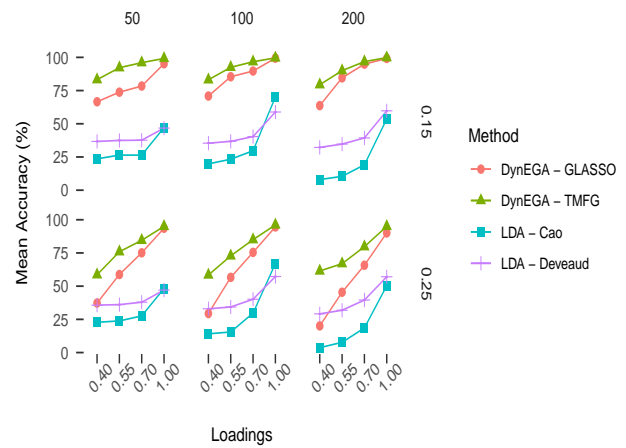 50 100 200
100
75
50
25
0
0.15
100
75
50
25
0
0.25
0.40 0.55 0.70 1.00 0.40 0.55 0.70 1.00 0.40 0.55 0.70 1.00
Loadings
Mean Accuracy (%)
Method
DynEGA − GLASSO
DynEGA − TMFG
LDA − Cao
LDA − Deveaud